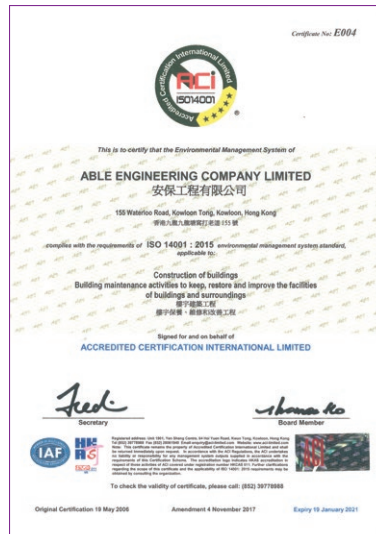 Certificate No: E004
Accredited Certification International Limited
ACi
ISO14001
This is to certify that the Environmental Management System of
ABLE ENGINEERING COMPANY LIMITED
安保工程有限公司
155 Waterloo Road, Kowloon Tong, Kowloon, Hong Kong
香港九龍九龍塘窩打老道 155 號
complies with the requirements of ISO 14001 : 2015 environmental management system standard,
applicable to:
Construction of buildings
Building maintenance activities to keep, restore and improve the facilities
of buildings and surroundings
樓宇建築工程
樓宇保養、維修和改善工程
Signed for and on behalf of
ACCREDITED CERTIFICATION INTERNATIONAL LIMITED
Secretary
Board Member
IAF
To check the validity of certificate, please call: (852) 39778888
Original Certification 19 May 2006
Amendment 4 November 2017
Expiry 19 January 2021